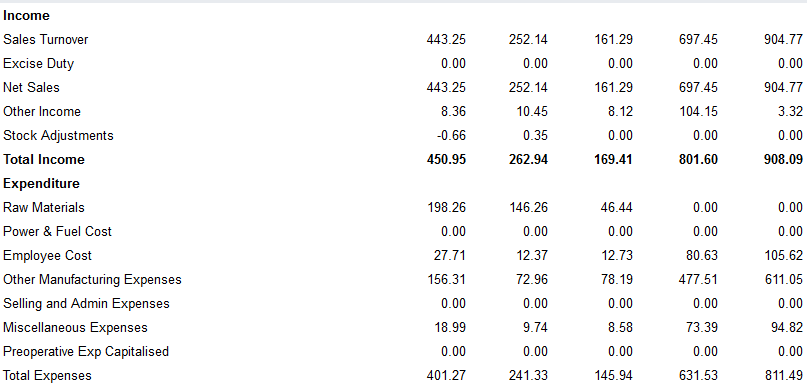 Income
Sales Turnover 443.25 252.14 161.29 697.45 904.77
Excise Duty 0.00 0.00 0.00 0.00 0.00
Net Sales 443.25 252.14 161.29 697.45 904.77
Other Income 8.36 10.45 8.12 104.15 3.32
Stock Adjustments -0.66 0.35 0.00 0.00 0.00
Total Income 450.95 262.94 169.41 801.60 908.09
Expenditure
Raw Materials 198.26 146.26 46.44 0.00 0.00
Power & Fuel Cost 0.00 0.00 0.00 0.00 0.00
Employee Cost 27.71 12.37 12.73 80.63 105.62
Other Manufacturing Expenses 156.31 72.96 78.19 477.51 611.05
Selling and Admin Expenses 0.00 0.00 0.00 0.00 0.00
Miscellaneous Expenses 18.99 9.74 8.58 73.39 94.82
Preoperative Exp Capitalised 0.00 0.00 0.00 0.00 0.00
Total Expenses 401.27 241.33 145.94 631.53 811.49